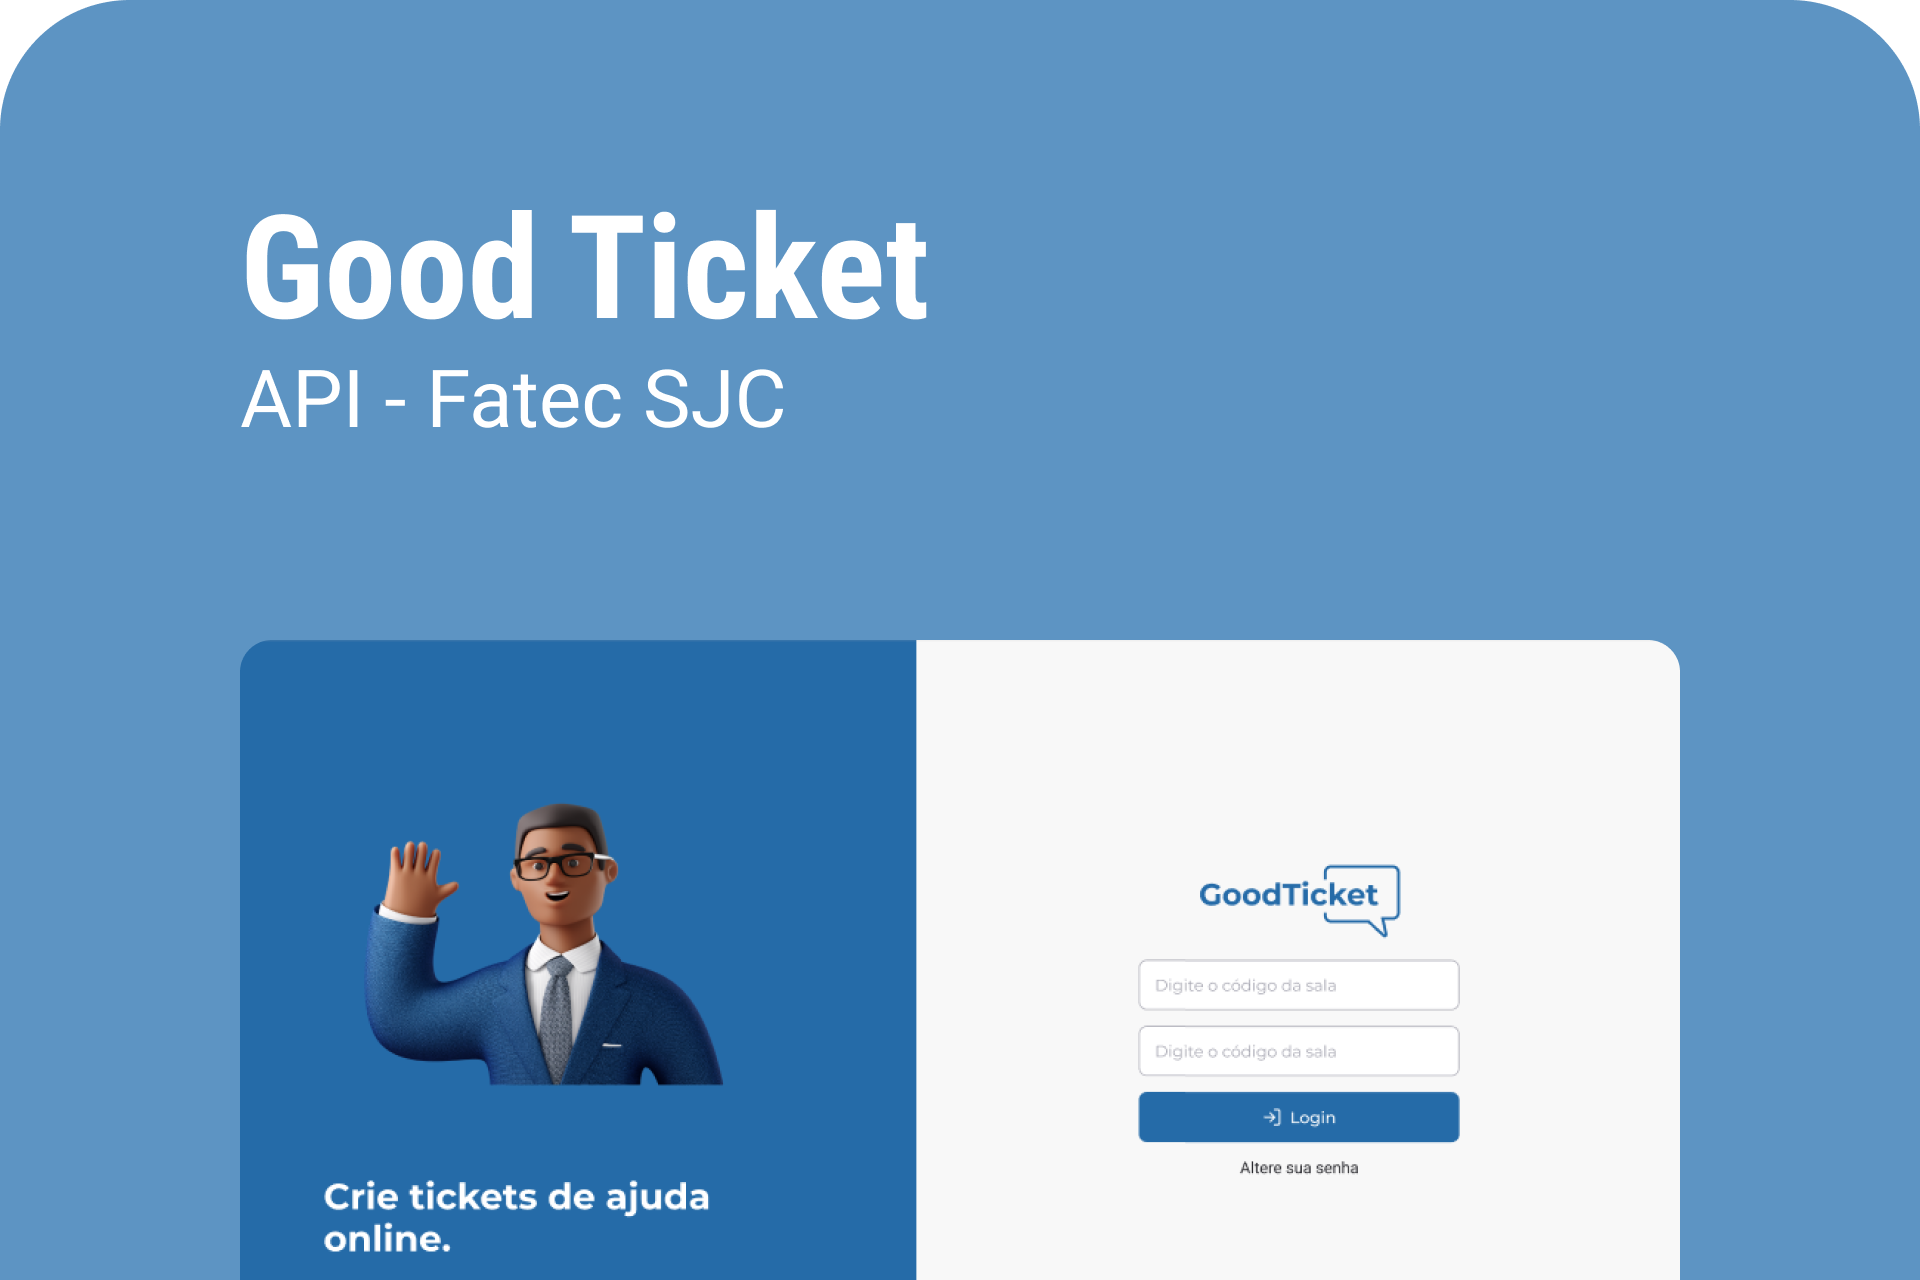 Good Ticket
API - Fatec SJC
Crie tickets de ajuda
online.
GoodTicket
Digite o código da sala
Digite o código da sala
Login
Altere sua senha